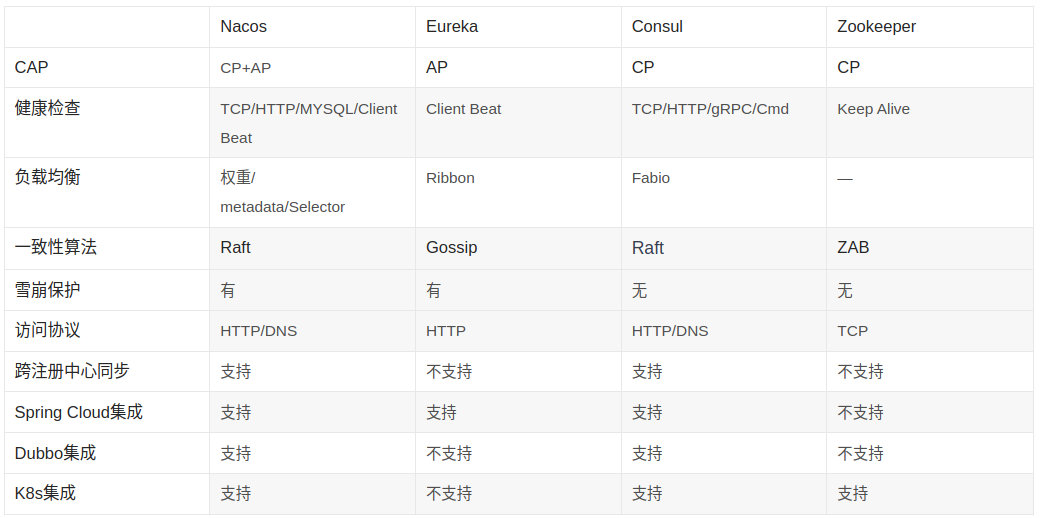 Nacos Eureka Consul Zookeeper
CAP CP+AP AP CP CP
健康检查 TCP/HTTP/MYSQL/Client Client Beat TCP/HTTP/gRPC/Cmd Keep Alive
Beat
负载均衡 权重/ Ribbon Fabio —
metadata/Selector
一致性算法 Raft Gossip Raft ZAB
雪崩保护 有 有 无 无
访问协议 HTTP/DNS HTTP HTTP/DNS TCP
跨注册中心同步 支持 不支持 支持 不支持
Spring Cloud集成 支持 支持 支持 不支持
Dubbo集成 支持 不支持 支持 不支持
K8s集成 支持 不支持 支持 支持